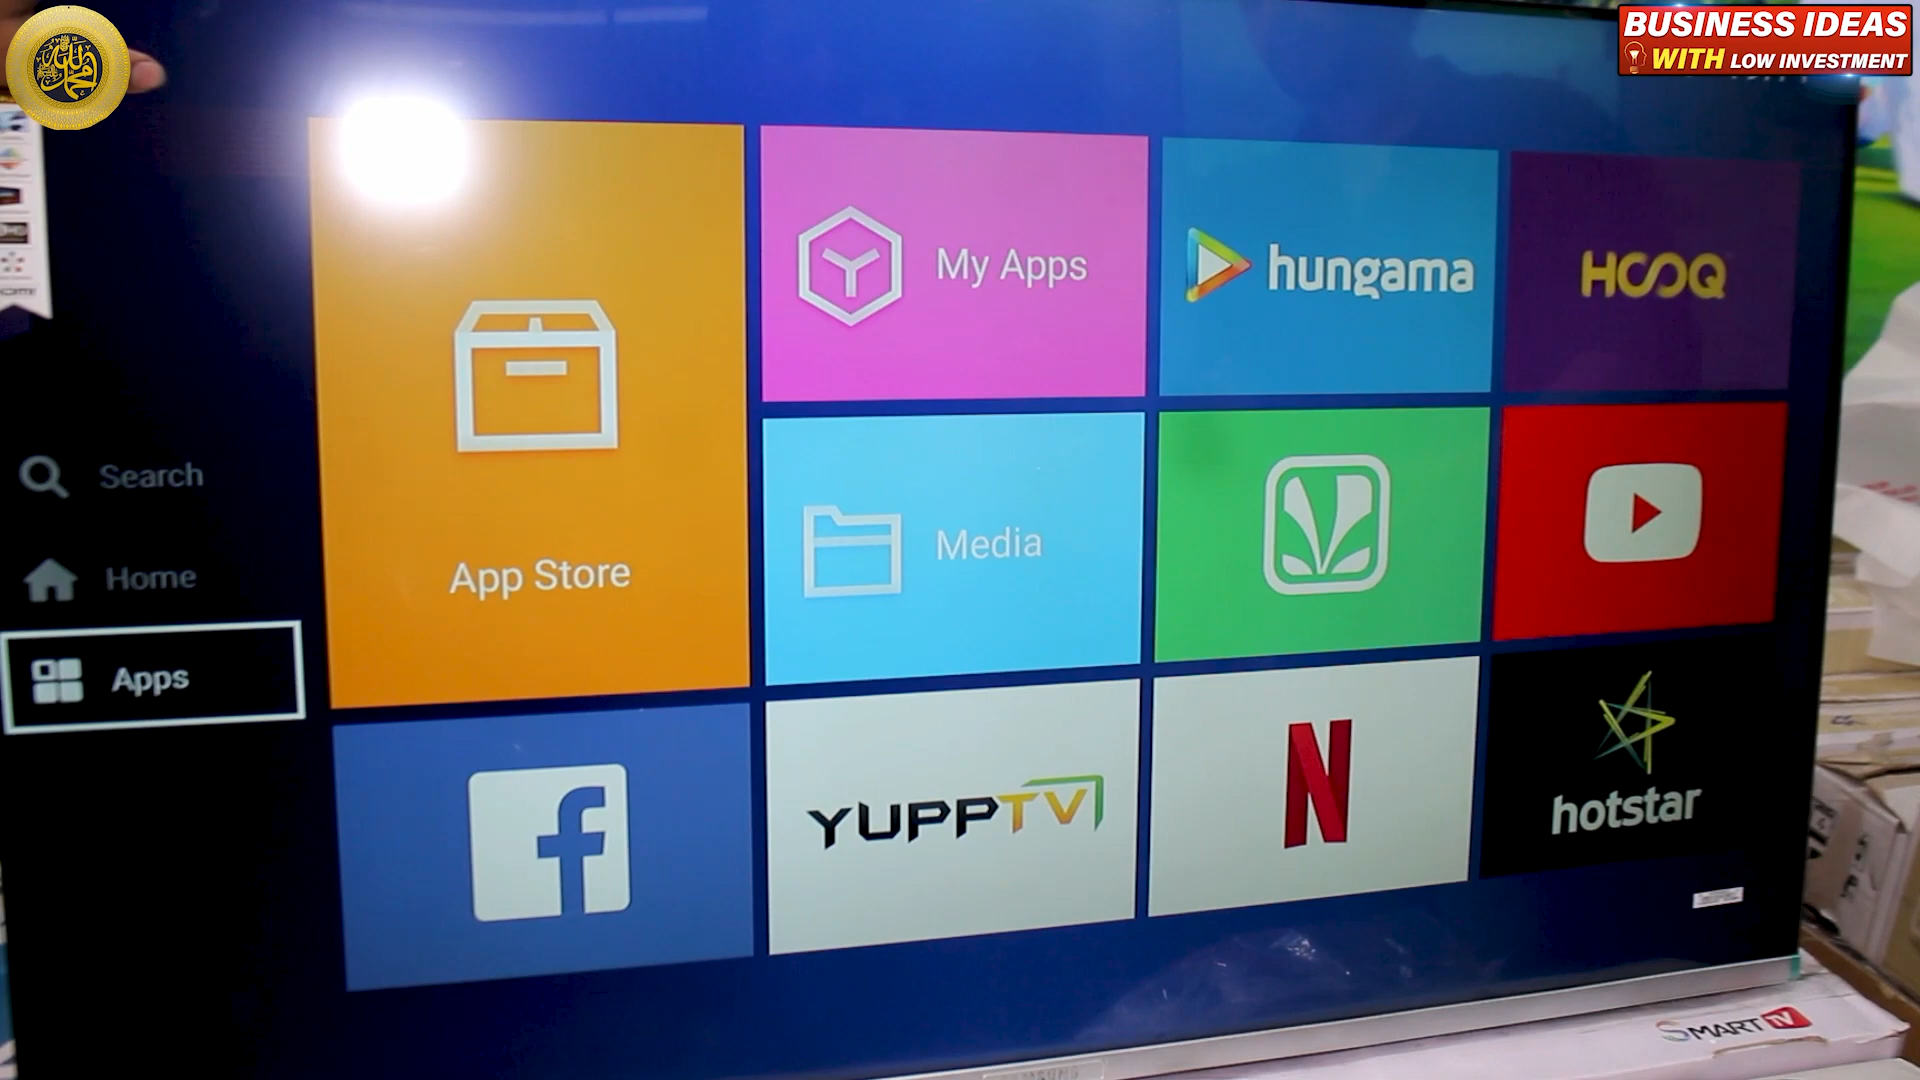 BUSINESS IDEAS
WITH LOW INVESTMENT
My Apps
hungama
HOOQ
Search
Home
Apps
App Store
Media
YUPPTV
N
hotstar
SMART TV
SAMSUNG